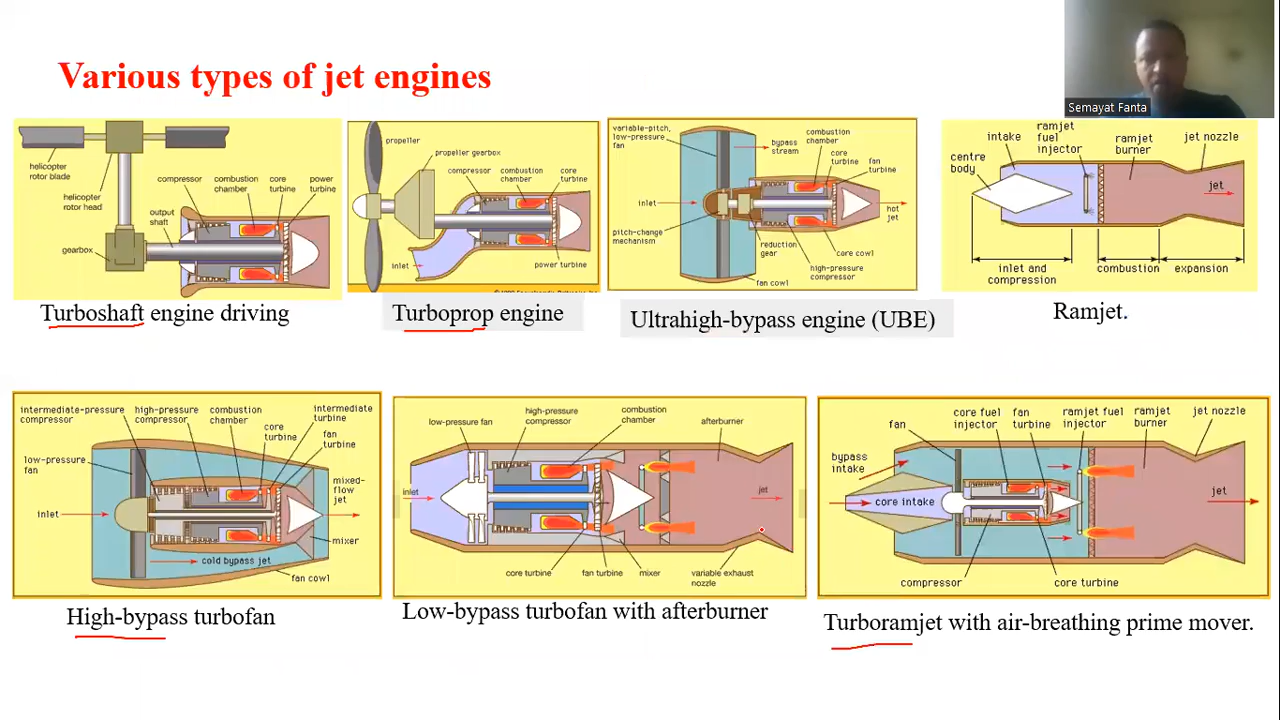 Various types of jet engines
Semayat Fanta
helicopter
rotor blade
helicopter
rotor head
compressor
combustion
chamber
core
turbine
power
turbine
output
shaft
gearbox
Turboshaft engine driving
propeller
propeller gearbox
compressor
combustion
chamber
core
turbine
inlet
power turbine
Turboprop engine
variable-pitch,
low-pressure
fan
bypass
stream
combustion
chamber
core
turbine
fan
turbine
inlet
hot
jet
pitch-change
mechanism
reduction
gear
core cowl
high-pressure
compressor
fan cowl
Ultrahigh-bypass engine (UBE)
intake
ramjet
fuel
injector
ramjet
burner
jet nozzle
centre
body
jet
inlet and
compression
combustion
expansion
Ramjet.
intermediate-pressure
compressor
high-pressure
compressor
combustion
chamber
intermediate
turbine
core
turbine
fan
turbine
low-pressure
fan
mixed-
flow
jet
inlet
mixer
cold bypass jet
fan cowl
High-bypass turbofan
low-pressure fan
high-pressure
compressor
combustion
chamber
afterburner
inlet
jet
core turbine
fan turbine
mixer
variable exhaust
nozzle
Low-bypass turbofan with afterburner
fan
core fuel
injector
fan
turbine
ramjet fuel
injector
ramjet
burner
jet nozzle
bypass
intake
core intake
jet
compressor
core turbine
Turboramjet with air-breathing prime mover.